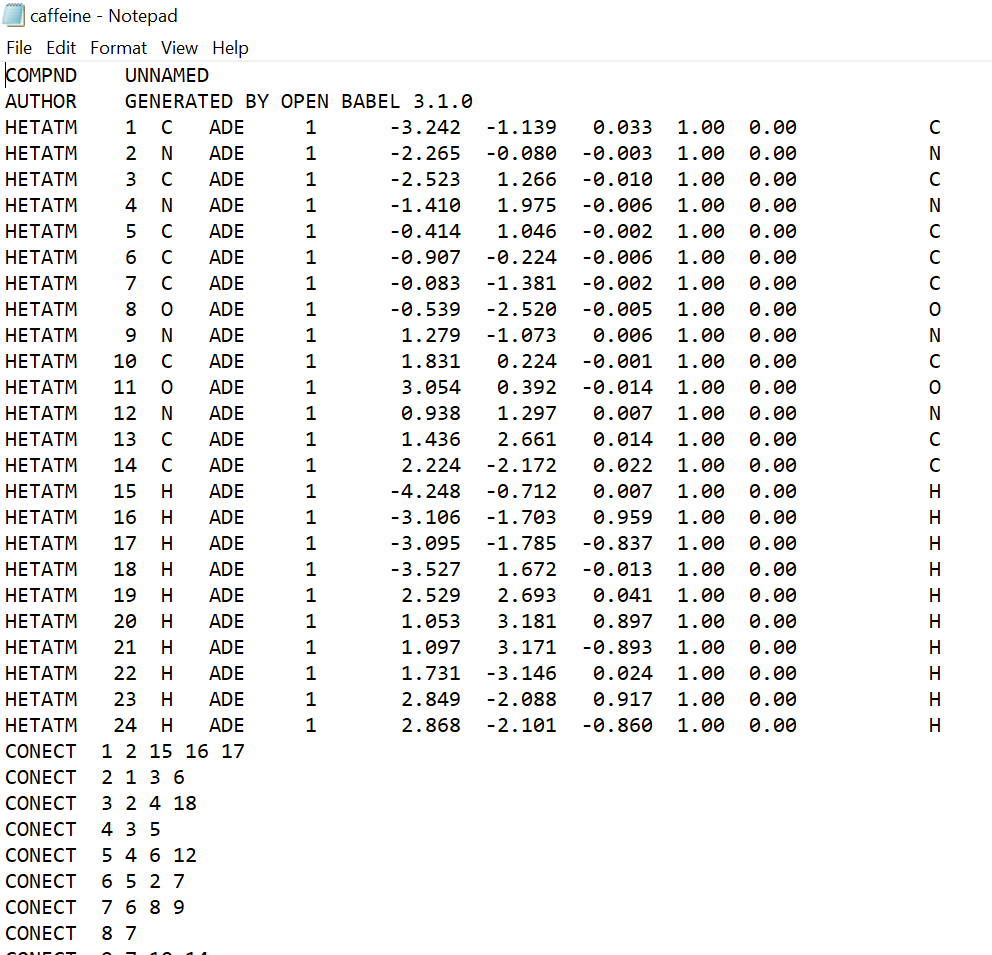 caffeine - Notepad
File Edit Format View Help
COMPND    UNNAMED
AUTHOR    GENERATED BY OPEN BABEL 3.1.0
HETATM    1  C   ADE     1      -3.242  -1.139   0.033  1.00  0.00           C
HETATM    2  N   ADE     1      -2.265  -0.080  -0.003  1.00  0.00           N
HETATM    3  C   ADE     1      -2.523   1.266  -0.010  1.00  0.00           C
HETATM    4  N   ADE     1      -1.410   1.975  -0.006  1.00  0.00           N
HETATM    5  C   ADE     1      -0.414   1.046  -0.002  1.00  0.00           C
HETATM    6  C   ADE     1      -0.907  -0.224  -0.006  1.00  0.00           C
HETATM    7  C   ADE     1      -0.083  -1.381  -0.002  1.00  0.00           C
HETATM    8  O   ADE     1      -0.539  -2.520  -0.005  1.00  0.00           O
HETATM    9  N   ADE     1       1.279  -1.073   0.006  1.00  0.00           N
HETATM   10  C   ADE     1       1.831   0.224  -0.001  1.00  0.00           C
HETATM   11  O   ADE     1       3.054   0.392  -0.014  1.00  0.00           O
HETATM   12  N   ADE     1       0.938   1.297   0.007  1.00  0.00           N
HETATM   13  C   ADE     1       1.436   2.661   0.014  1.00  0.00           C
HETATM   14  C   ADE     1       2.224  -2.172   0.022  1.00  0.00           C
HETATM   15  H   ADE     1      -4.248  -0.712   0.007  1.00  0.00           H
HETATM   16  H   ADE     1      -3.106  -1.703   0.959  1.00  0.00           H
HETATM   17  H   ADE     1      -3.095  -1.785  -0.837  1.00  0.00           H
HETATM   18  H   ADE     1      -3.527   1.672  -0.013  1.00  0.00           H
HETATM   19  H   ADE     1       2.529   2.693   0.041  1.00  0.00           H
HETATM   20  H   ADE     1       1.053   3.181   0.897  1.00  0.00           H
HETATM   21  H   ADE     1       1.097   3.171  -0.893  1.00  0.00           H
HETATM   22  H   ADE     1       1.731  -3.146   0.024  1.00  0.00           H
HETATM   23  H   ADE     1       2.849  -2.088   0.917  1.00  0.00           H
HETATM   24  H   ADE     1       2.868  -2.101  -0.860  1.00  0.00           H
CONECT  1 2 15 16 17
CONECT  2 1 3 6
CONECT  3 2 4 18
CONECT  4 3 5
CONECT  5 4 6 12
CONECT  6 5 2 7
CONECT  7 6 8 9
CONECT  8 7